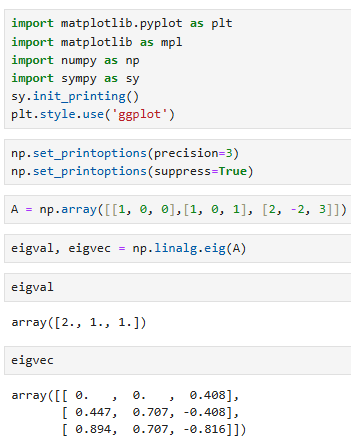 import matplotlib.pyplot as plt
import matplotlib as mpl
import numpy as np
import sympy as sy
sy.init_printing()
plt.style.use('ggplot')
np.set_printoptions(precision=3)
np.set_printoptions(suppress=True)
A = np.array([[1, 0, 0],[1, 0, 1], [2, -2, 3]])
eigval, eigvec = np.linalg.eig(A)
eigval
array([2., 1., 1.])
eigvec
array([[ 0.   ,  0.   ,  0.408],
       [ 0.447,  0.707, -0.408],
       [ 0.894,  0.707, -0.816]])